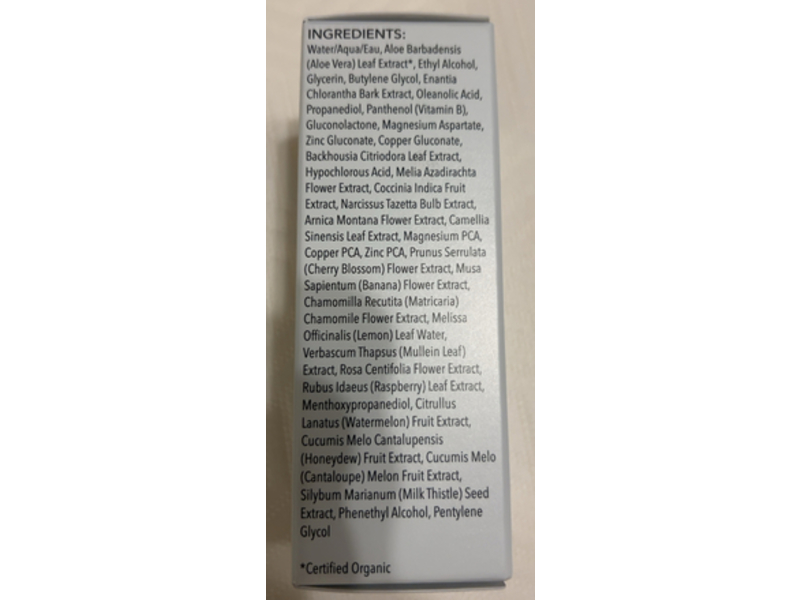 INGREDIENTS:
Water/Aqua/Eau, Aloe Barbadensis
(Aloe Vera) Leaf Extract*, Ethyl Alcohol,
Glycerin, Butylene Glycol, Enantia
Chlorantha Bark Extract, Oleanolic Acid,
Propanediol, Panthenol (Vitamin B),
Gluconolactone, Magnesium Aspartate,
Zinc Gluconate, Copper Gluconate,
Backhousia Citriodora Leaf Extract,
Hypochlorous Acid, Melia Azadirachta
Flower Extract, Coccinia Indica Fruit
Extract, Narcissus Tazetta Bulb Extract,
Arnica Montana Flower Extract, Camellia
Sinensis Leaf Extract, Magnesium PCA,
Copper PCA, Zinc PCA, Prunus Serrulata
(Cherry Blossom) Flower Extract, Musa
Sapientum (Banana) Flower Extract,
Chamomilla Recutita (Matricaria)
Chamomile Flower Extract, Melissa
Officinalis (Lemon) Leaf Water,
Verbascum Thapsus (Mullein Leaf)
Extract, Rosa Centifolia Flower Extract,
Rubus Idaeus (Raspberry) Leaf Extract,
Menthoxypropanediol, Citrullus
Lanatus (Watermelon) Fruit Extract,
Cucumis Melo Cantalupensis
(Honeydew) Fruit Extract, Cucumis Melo
(Cantaloupe) Melon Fruit Extract,
Silybum Marianum (Milk Thistle) Seed
Extract, Phenethyl Alcohol, Pentylene
Glycol
*Certified Organic